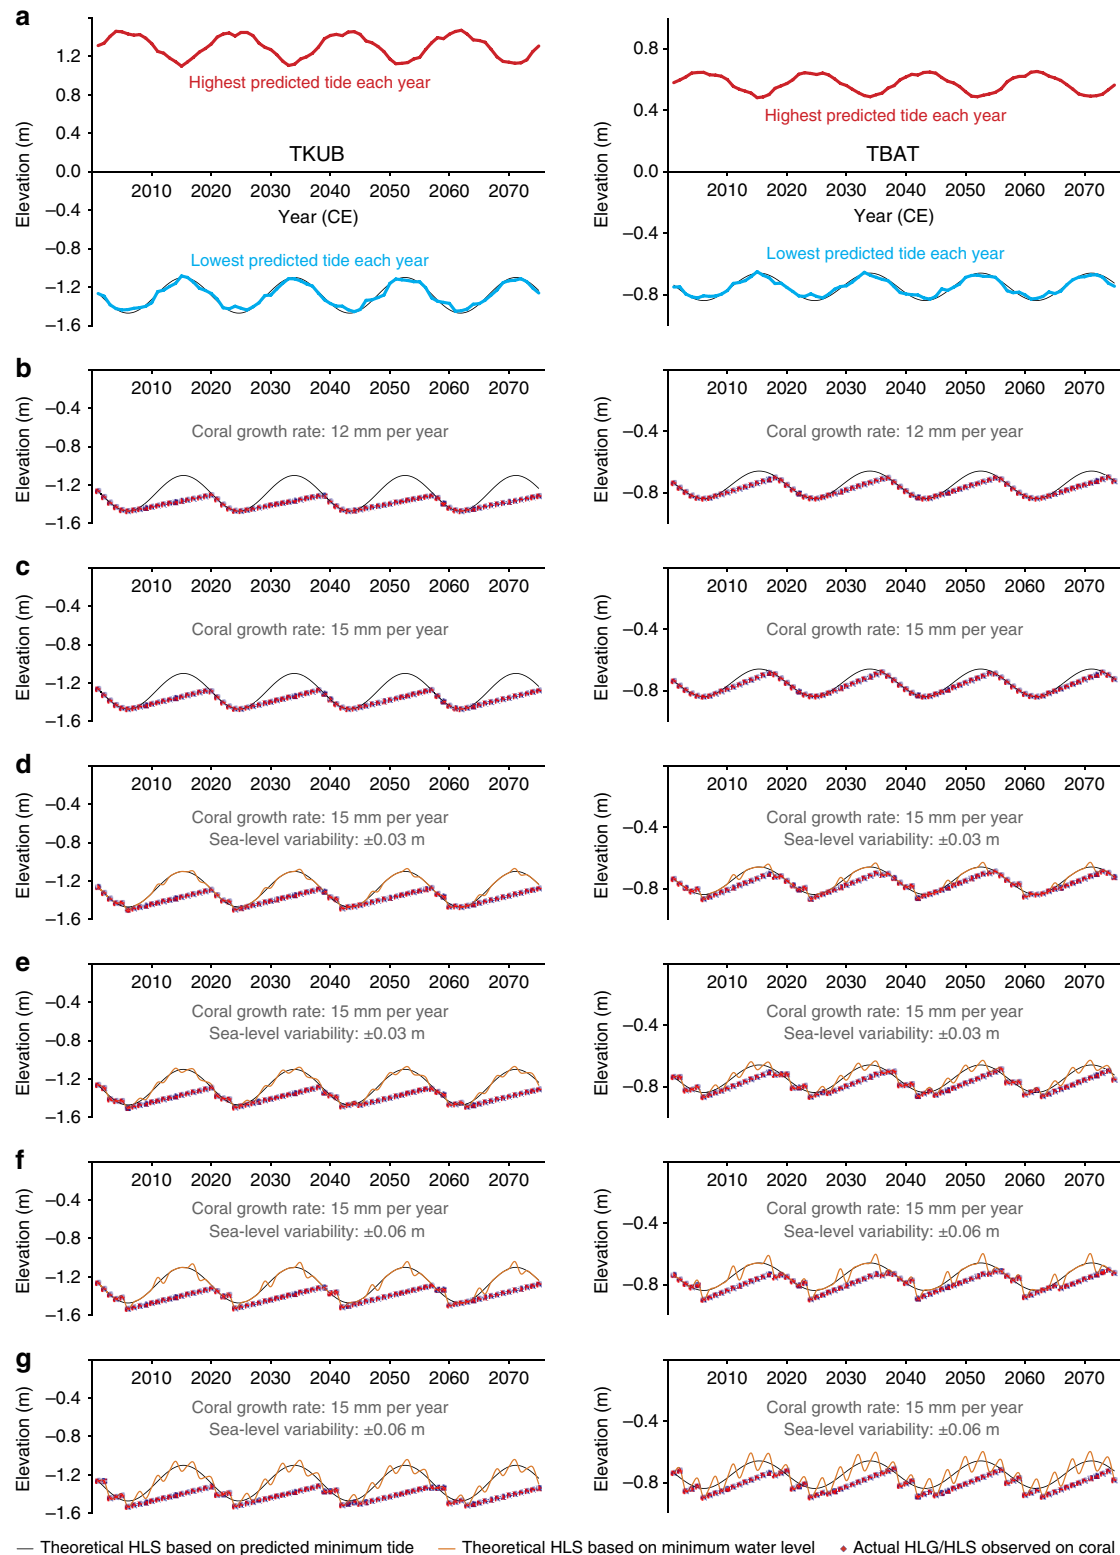 a
1.2
0.8
0.4
0.0
−0.4
−0.8
−1.2
−1.6
Elevation (m)
Highest predicted tide each year
TKUB
2010 2020 2030 2040 2050 2060 2070
Year (CE)
Lowest predicted tide each year
0.8
0.4
0.0
−0.4
−0.8
Elevation (m)
Highest predicted tide each year
TBAT
2010 2020 2030 2040 2050 2060 2070
Year (CE)
Lowest predicted tide each year
b
−0.4
−0.8
−1.2
−1.6
Elevation (m)
2010 2020 2030 2040 2050 2060 2070
Coral growth rate: 12 mm per year
−0.4
−0.8
Elevation (m)
2010 2020 2030 2040 2050 2060 2070
Coral growth rate: 12 mm per year
c
−0.4
−0.8
−1.2
−1.6
Elevation (m)
2010 2020 2030 2040 2050 2060 2070
Coral growth rate: 15 mm per year
−0.4
−0.8
Elevation (m)
2010 2020 2030 2040 2050 2060 2070
Coral growth rate: 15 mm per year
d
−0.4
−0.8
−1.2
−1.6
Elevation (m)
2010 2020 2030 2040 2050 2060 2070
Coral growth rate: 15 mm per year
Sea-level variability: ±0.03 m
−0.4
−0.8
Elevation (m)
2010 2020 2030 2040 2050 2060 2070
Coral growth rate: 15 mm per year
Sea-level variability: ±0.03 m
e
−0.4
−0.8
−1.2
−1.6
Elevation (m)
2010 2020 2030 2040 2050 2060 2070
Coral growth rate: 15 mm per year
Sea-level variability: ±0.03 m
−0.4
−0.8
Elevation (m)
2010 2020 2030 2040 2050 2060 2070
Coral growth rate: 15 mm per year
Sea-level variability: ±0.03 m
f
−0.4
−0.8
−1.2
−1.6
Elevation (m)
2010 2020 2030 2040 2050 2060 2070
Coral growth rate: 15 mm per year
Sea-level variability: ±0.06 m
−0.4
−0.8
Elevation (m)
2010 2020 2030 2040 2050 2060 2070
Coral growth rate: 15 mm per year
Sea-level variability: ±0.06 m
g
−0.4
−0.8
−1.2
−1.6
Elevation (m)
2010 2020 2030 2040 2050 2060 2070
Coral growth rate: 15 mm per year
Sea-level variability: ±0.06 m
−0.4
−0.8
Elevation (m)
2010 2020 2030 2040 2050 2060 2070
Coral growth rate: 15 mm per year
Sea-level variability: ±0.06 m
Theoretical HLS based on predicted minimum tide Theoretical HLS based on minimum water level Actual HLG/HLS observed on coral